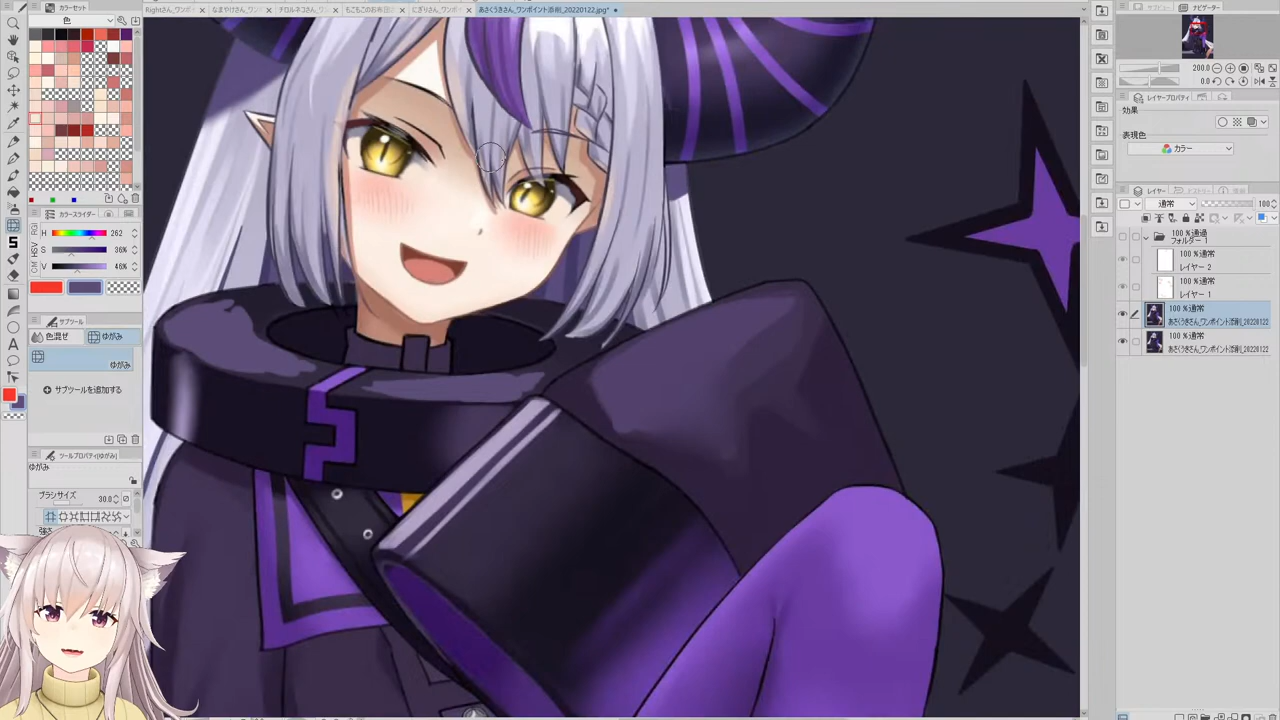 カラーセット
Rightさん_ワンポ
なまやけさん_ワン
チロルネコさん_ワン
もこもこのお布団
にぎりさん_ワンポ
あさくうきさん_ワンポイント添削_20220122.jpg*
ナビゲーター
色
200.0
0.0
レイヤープロパティ
効果
表現色
カラー
レイヤー
通常
100
100 %通過
フォルダー 1
100 %通常
レイヤー 2
100 %通常
レイヤー 1
100 %通常
あさくうきさん_ワンポイント添削_20220122
100 %通常
あさくうきさん_ワンポイント添削_20220122
カラースライダー
H 262
S 36%
V 46%
サブツール
色混ぜ
ゆがみ
ゆがみ
サブツールを追加する
ツールプロパティ(ゆがみ)
ゆがみ
ブラシサイズ 30.0